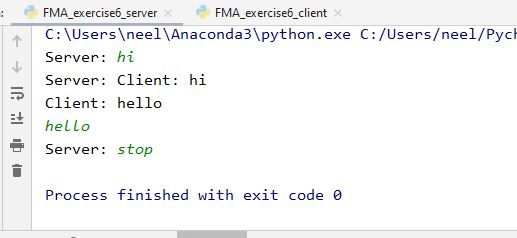 FMA_exercise6_server FMA_exercise6_client
C:\Users\neel\Anaconda3\python.exe C:/Users/neel/Pych
Server: hi
Server: Client: hi
Client: hello
hello
Server: stop
Process finished with exit code 0